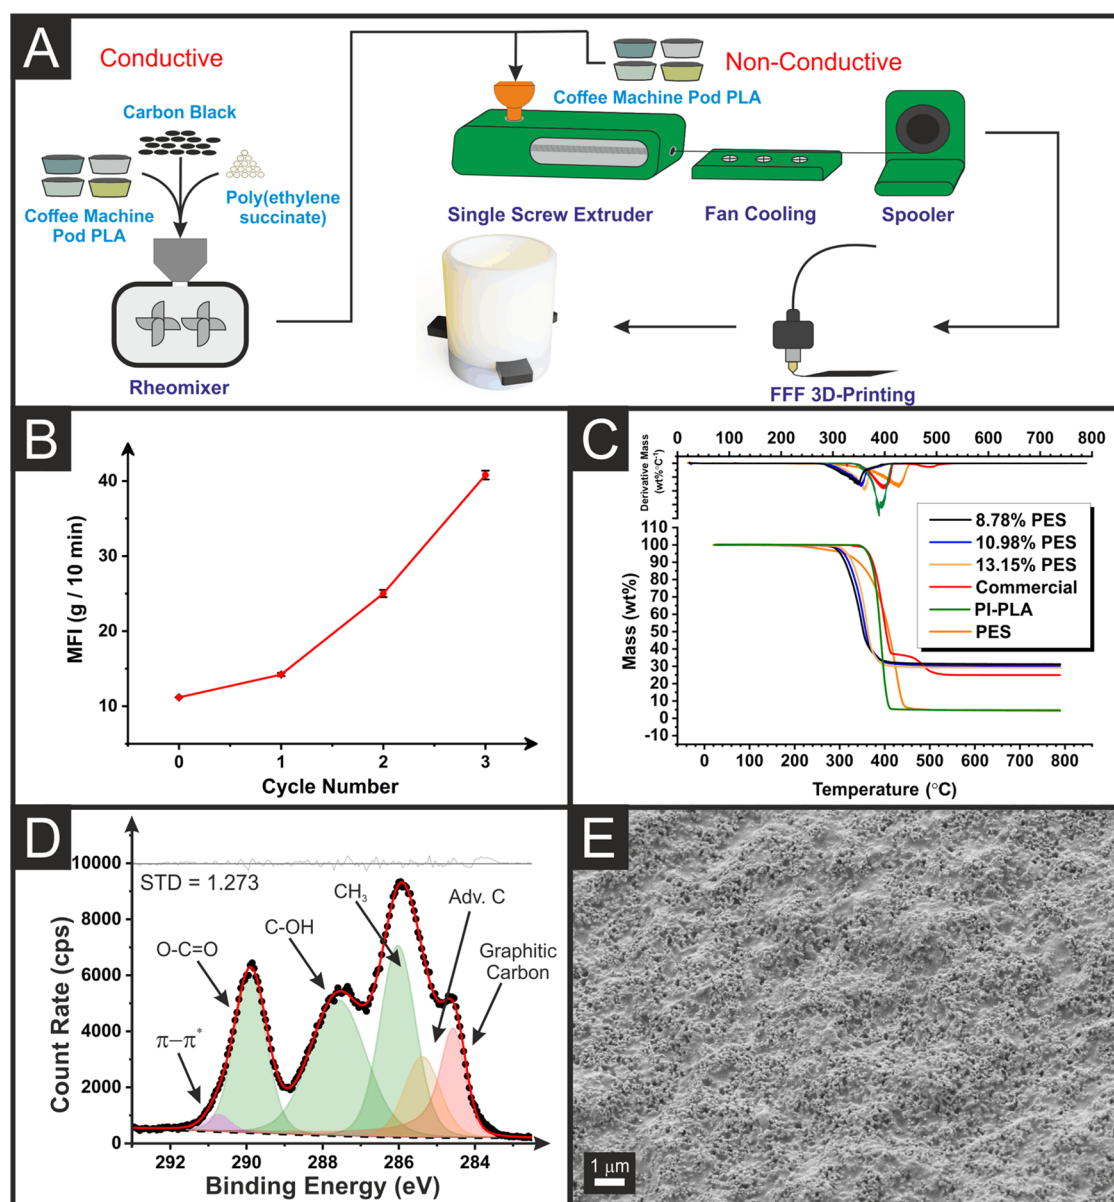 A
Conductive
Carbon Black
Coffee Machine
Pod PLA
Poly(ethylene
succinate)
Rheomixer
Coffee Machine Pod PLA
Non-Conductive
Single Screw Extruder
Fan Cooling
Spooler
FFF 3D-Printing
B
MFI (g / 10 min)
40
30
20
10
0 1 2 3
Cycle Number
C
0 100 200 300 400 500 600 700 800
Derivative Mass
(wt%°C⁻¹)
110
100
90
80
70
60
50
40
30
20
10
0
-10
Mass (wt%)
8.78% PES
10.98% PES
13.15% PES
Commercial
PI-PLA
PES
0 100 200 300 400 500 600 700 800
Temperature (°C)
D
10000
8000
6000
4000
2000
0
Count Rate (cps)
STD = 1.273
π–π*
O-C=O
C-OH
CH₃
Adv. C
Graphitic
Carbon
292 290 288 286 284
Binding Energy (eV)
E
1 μm